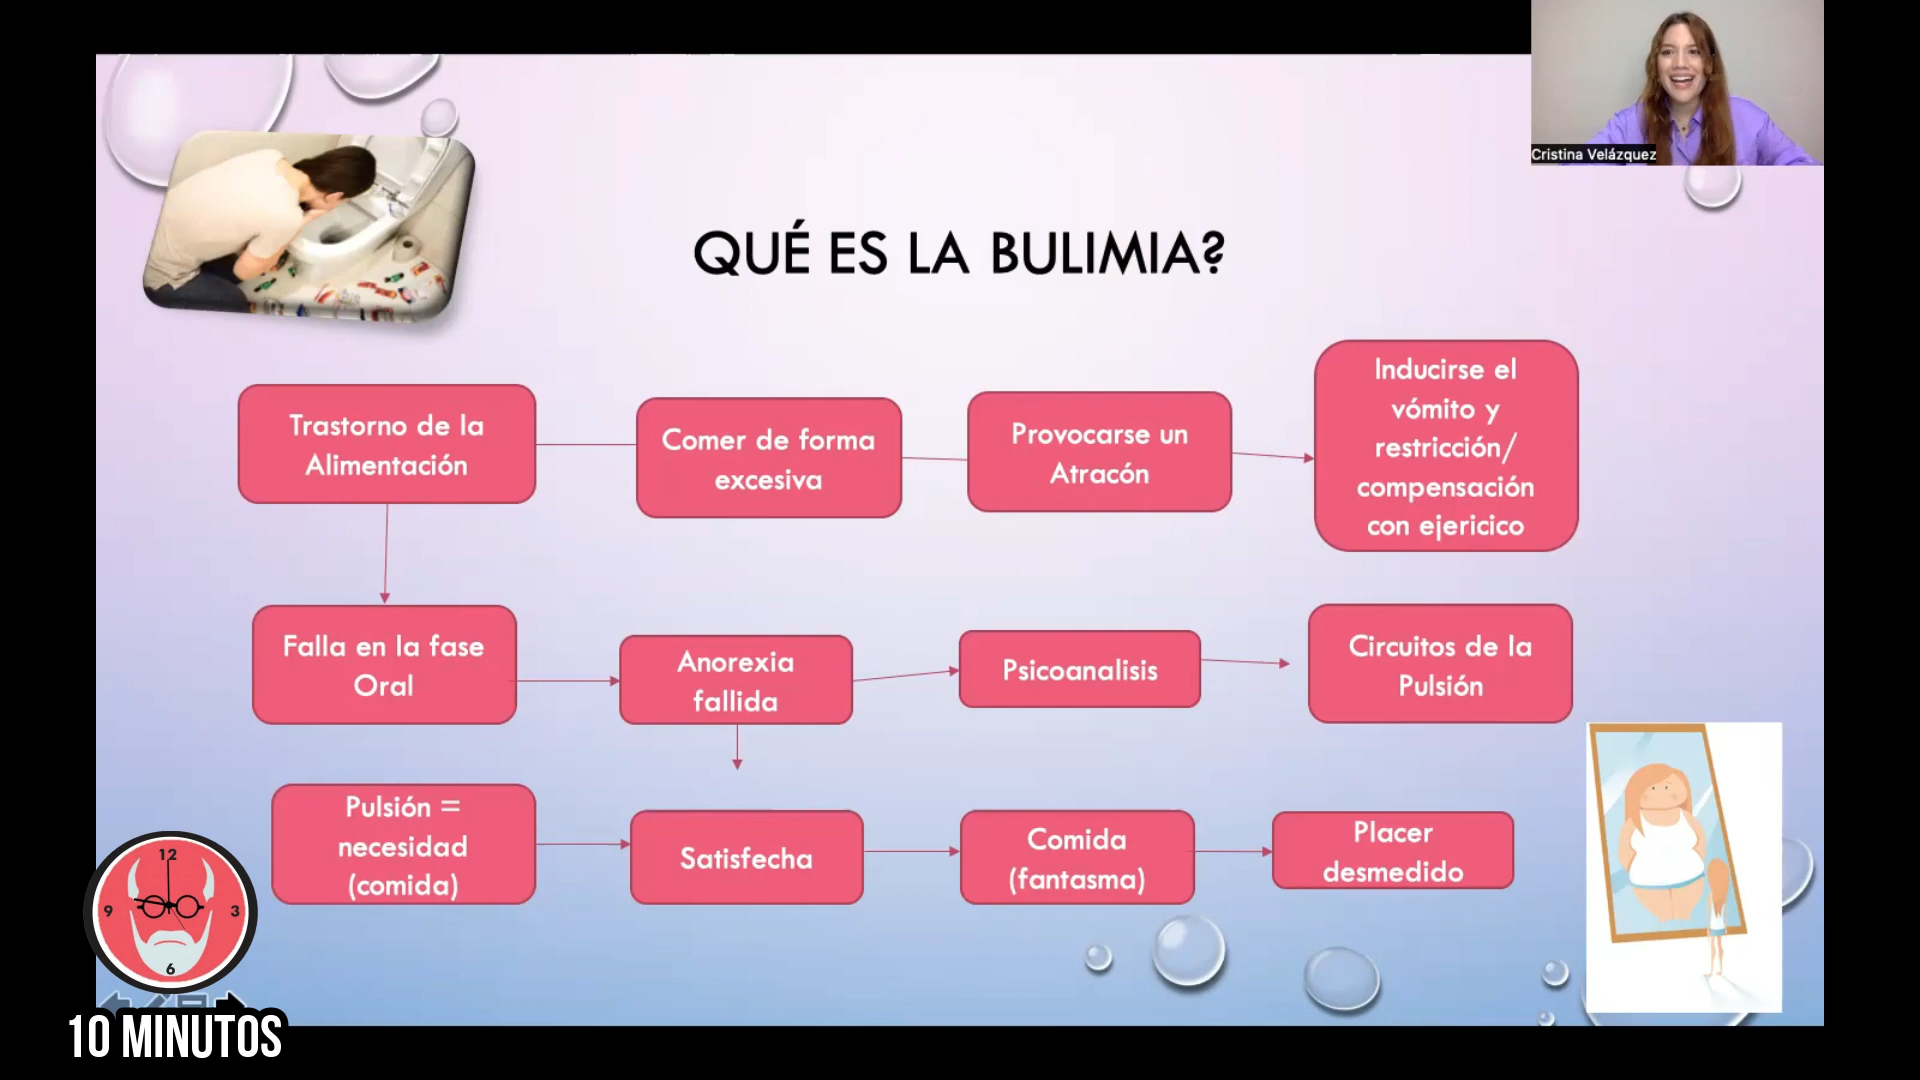 Cristina Velázquez
QUÉ ES LA BULIMIA?
Trastorno de la
Alimentación
Comer de forma
excesiva
Provocarse un
Atracón
Inducirse el
vómito y
restricción/
compensación
con ejericico
Falla en la fase
Oral
Anorexia
fallida
Psicoanalisis
Circuitos de la
Pulsión
Pulsión =
necesidad
(comida)
Satisfecha
Comida
(fantasma)
Placer
desmedido
12
9
3
6
10 MINUTOS